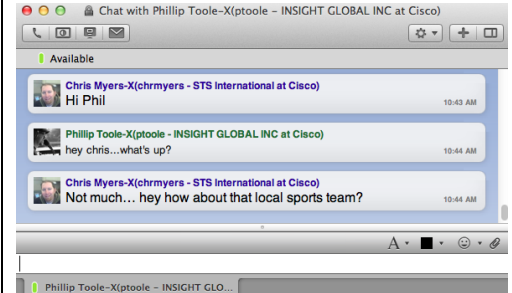 Chat with Phillip Toole-X(ptoole - INSIGHT GLOBAL INC at Cisco)
Available
Chris Myers-X(chrmyers - STS International at Cisco)
Hi Phil
10:43 AM
Phillip Toole-X(ptoole - INSIGHT GLOBAL INC at Cisco)
hey chris...what's up?
10:44 AM
Chris Myers-X(chrmyers - STS International at Cisco)
Not much... hey how about that local sports team?
10:44 AM
A
Phillip Toole-X(ptoole - INSIGHT GLO...